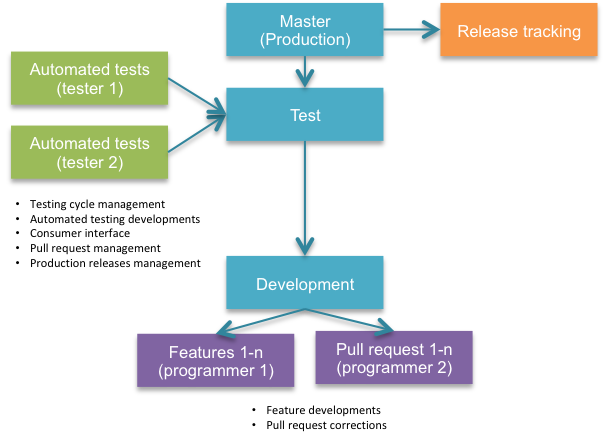 Master
(Production)
Release tracking
Automated tests
(tester 1)
Test
Automated tests
(tester 2)
• Testing cycle management
• Automated testing developments
• Consumer interface
• Pull request management
• Production releases management
Development
Features 1-n
(programmer 1)
Pull request 1-n
(programmer 2)
• Feature developments
• Pull request corrections